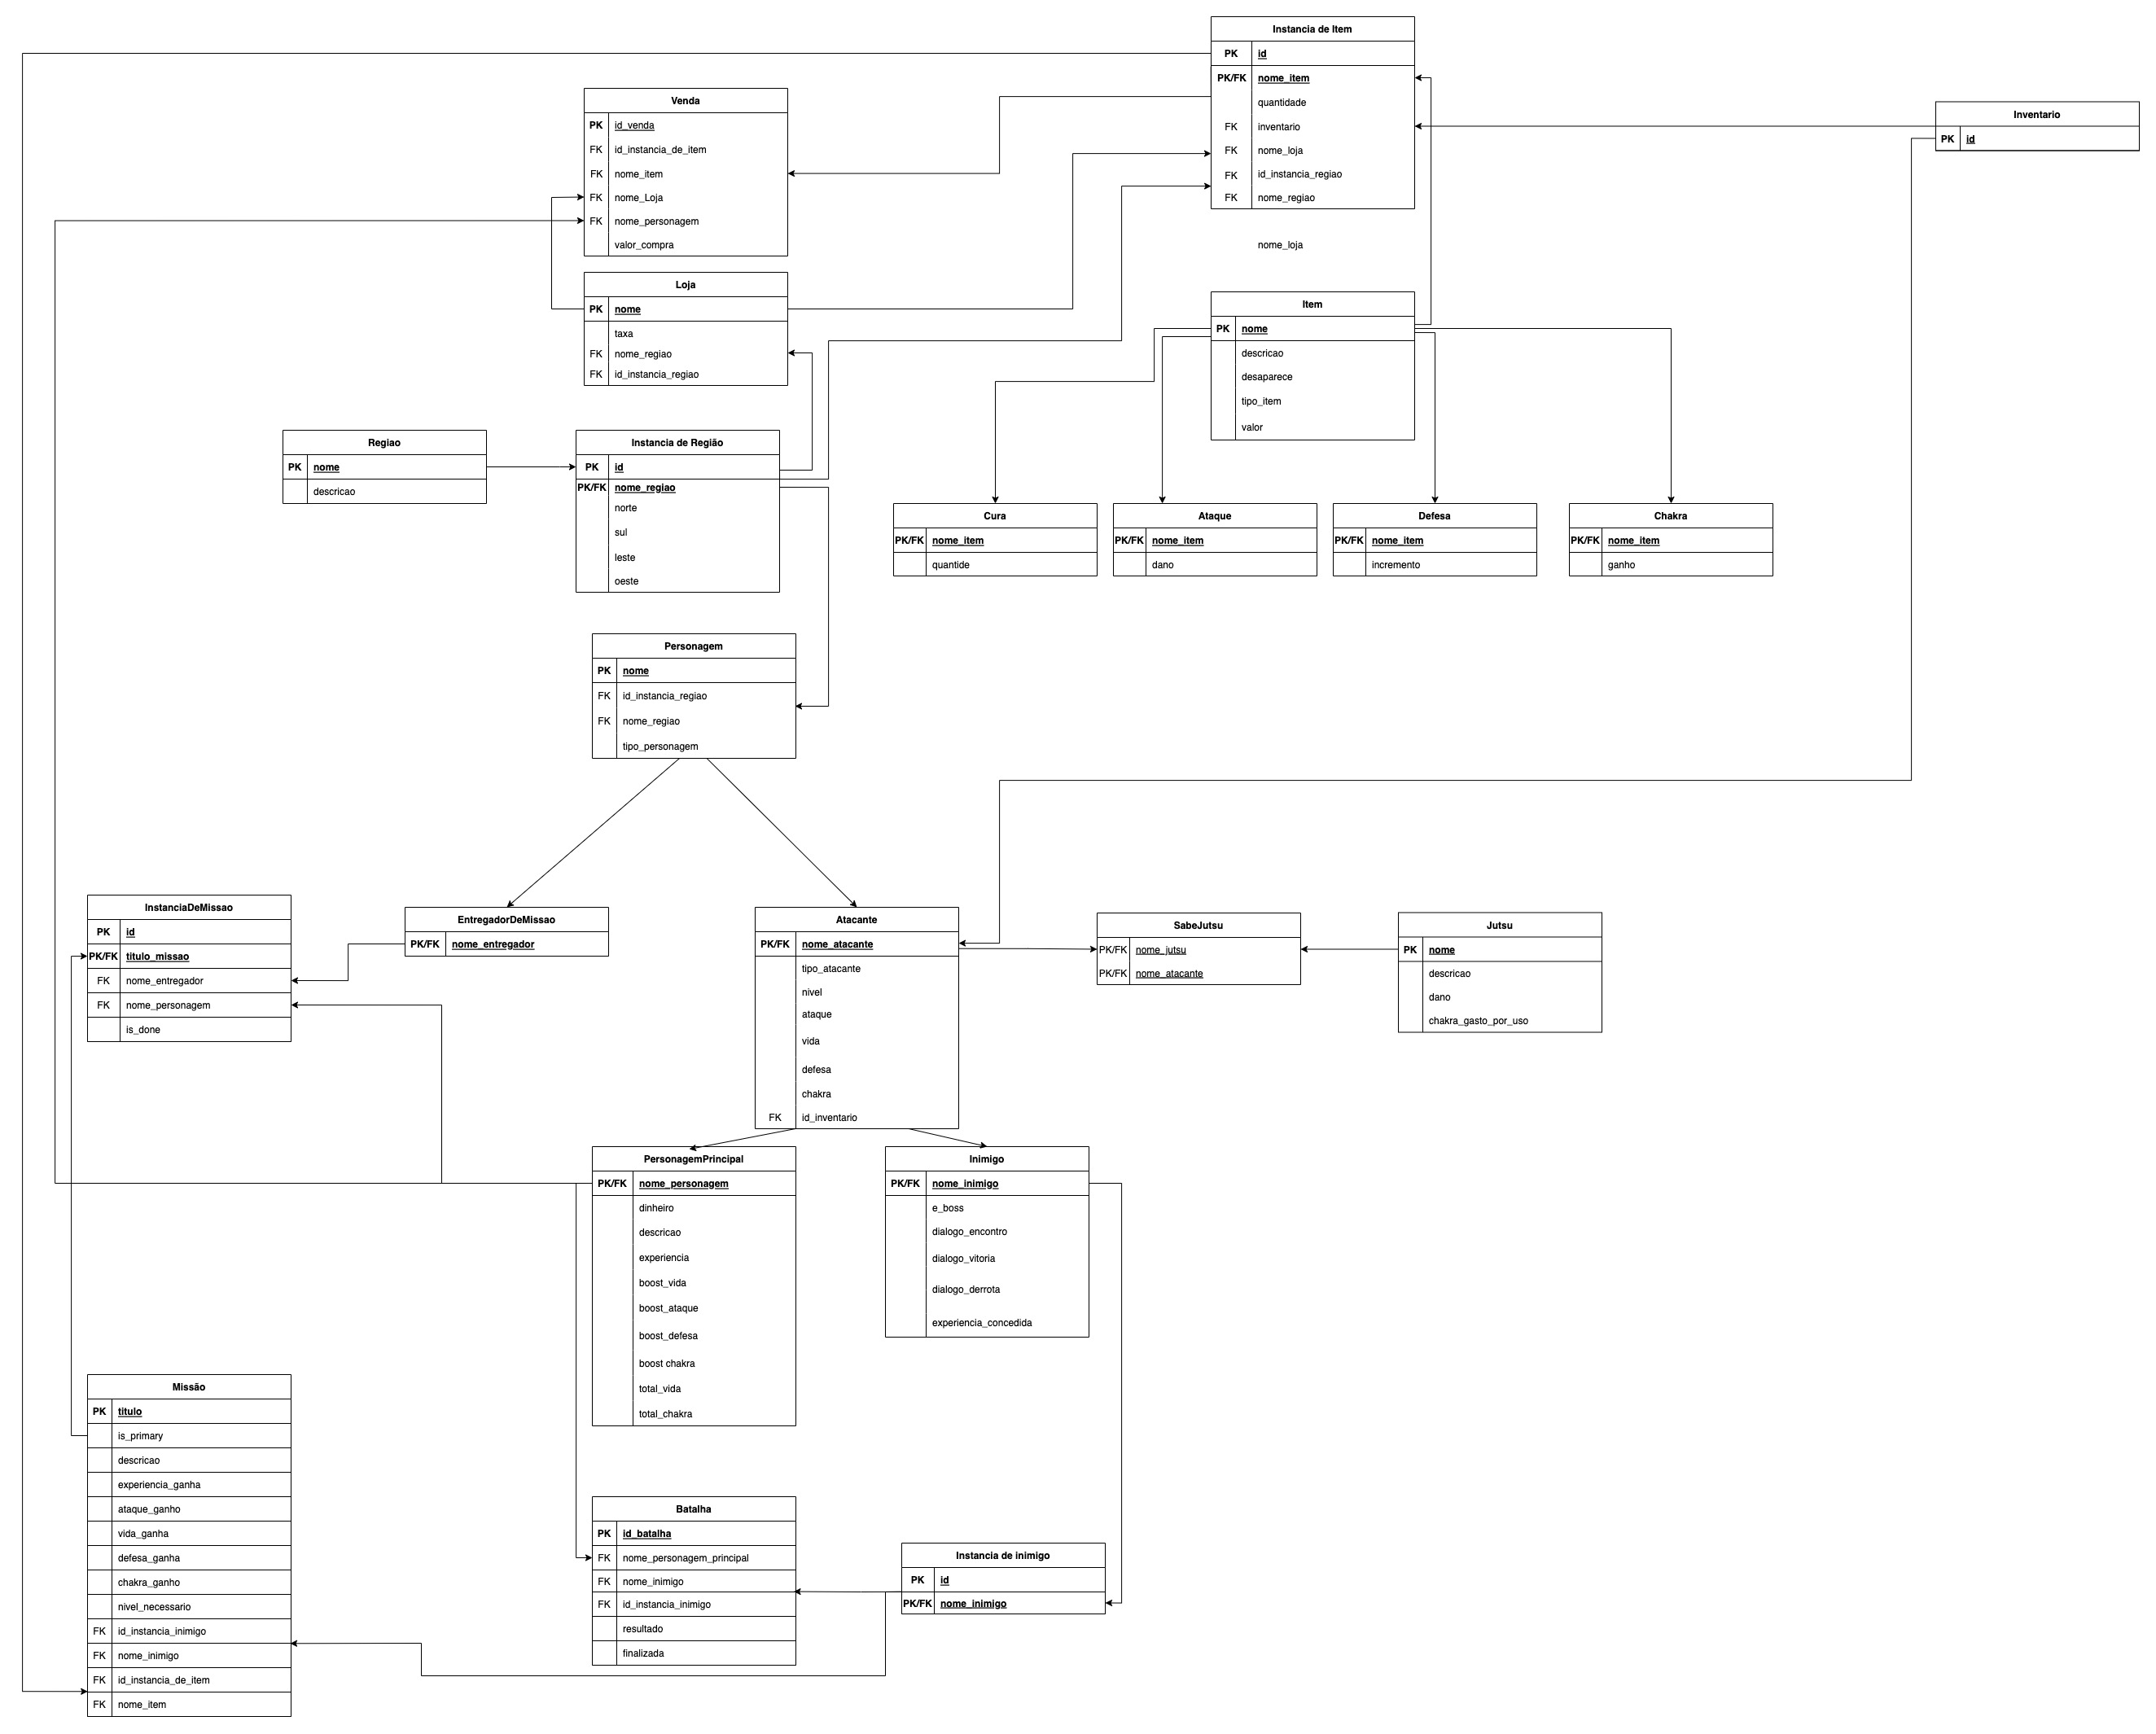 Instancia de Item
PK id
PK/FK nome_item
quantidade
FK inventario
FK nome_loja
FK id_instancia_regiao
FK nome_regiao
nome_loja
Inventario
PK id
Venda
PK id_venda
FK id_instancia_de_item
FK nome_item
FK nome_Loja
FK nome_personagem
valor_compra
Loja
PK nome
taxa
FK nome_regiao
FK id_instancia_regiao
Item
PK nome
descricao
desaparece
tipo_item
valor
Regiao
PK nome
descricao
Instancia de Região
PK id
PK/FK nome_regiao
norte
sul
leste
oeste
Cura
PK/FK nome_item
quantide
Ataque
PK/FK nome_item
dano
Defesa
PK/FK nome_item
incremento
Chakra
PK/FK nome_item
ganho
Personagem
PK nome
FK id_instancia_regiao
FK nome_regiao
tipo_personagem
InstanciaDeMissao
PK id
PK/FK titulo_missao
FK nome_entregador
FK nome_personagem
is_done
EntregadorDeMissao
PK/FK nome_entregador
Atacante
PK/FK nome_atacante
tipo_atacante
nivel
ataque
vida
defesa
chakra
FK id_inventario
SabeJutsu
PK/FK nome_jutsu
PK/FK nome_atacante
Jutsu
PK nome
descricao
dano
chakra_gasto_por_uso
PersonagemPrincipal
PK/FK nome_personagem
dinheiro
descricao
experiencia
boost_vida
boost_ataque
boost_defesa
boost chakra
total_vida
total_chakra
Inimigo
PK/FK nome_inimigo
e_boss
dialogo_encontro
dialogo_vitoria
dialogo_derrota
experiencia_concedida
Missão
PK titulo
is_primary
descricao
experiencia_ganha
ataque_ganho
vida_ganha
defesa_ganha
chakra_ganho
nivel_necessario
FK id_instancia_inimigo
FK nome_inimigo
FK id_instancia_de_item
FK nome_item
Batalha
PK id_batalha
FK nome_personagem_principal
FK nome_inimigo
FK id_instancia_inimigo
resultado
finalizada
Instancia de inimigo
PK id
PK/FK nome_inimigo